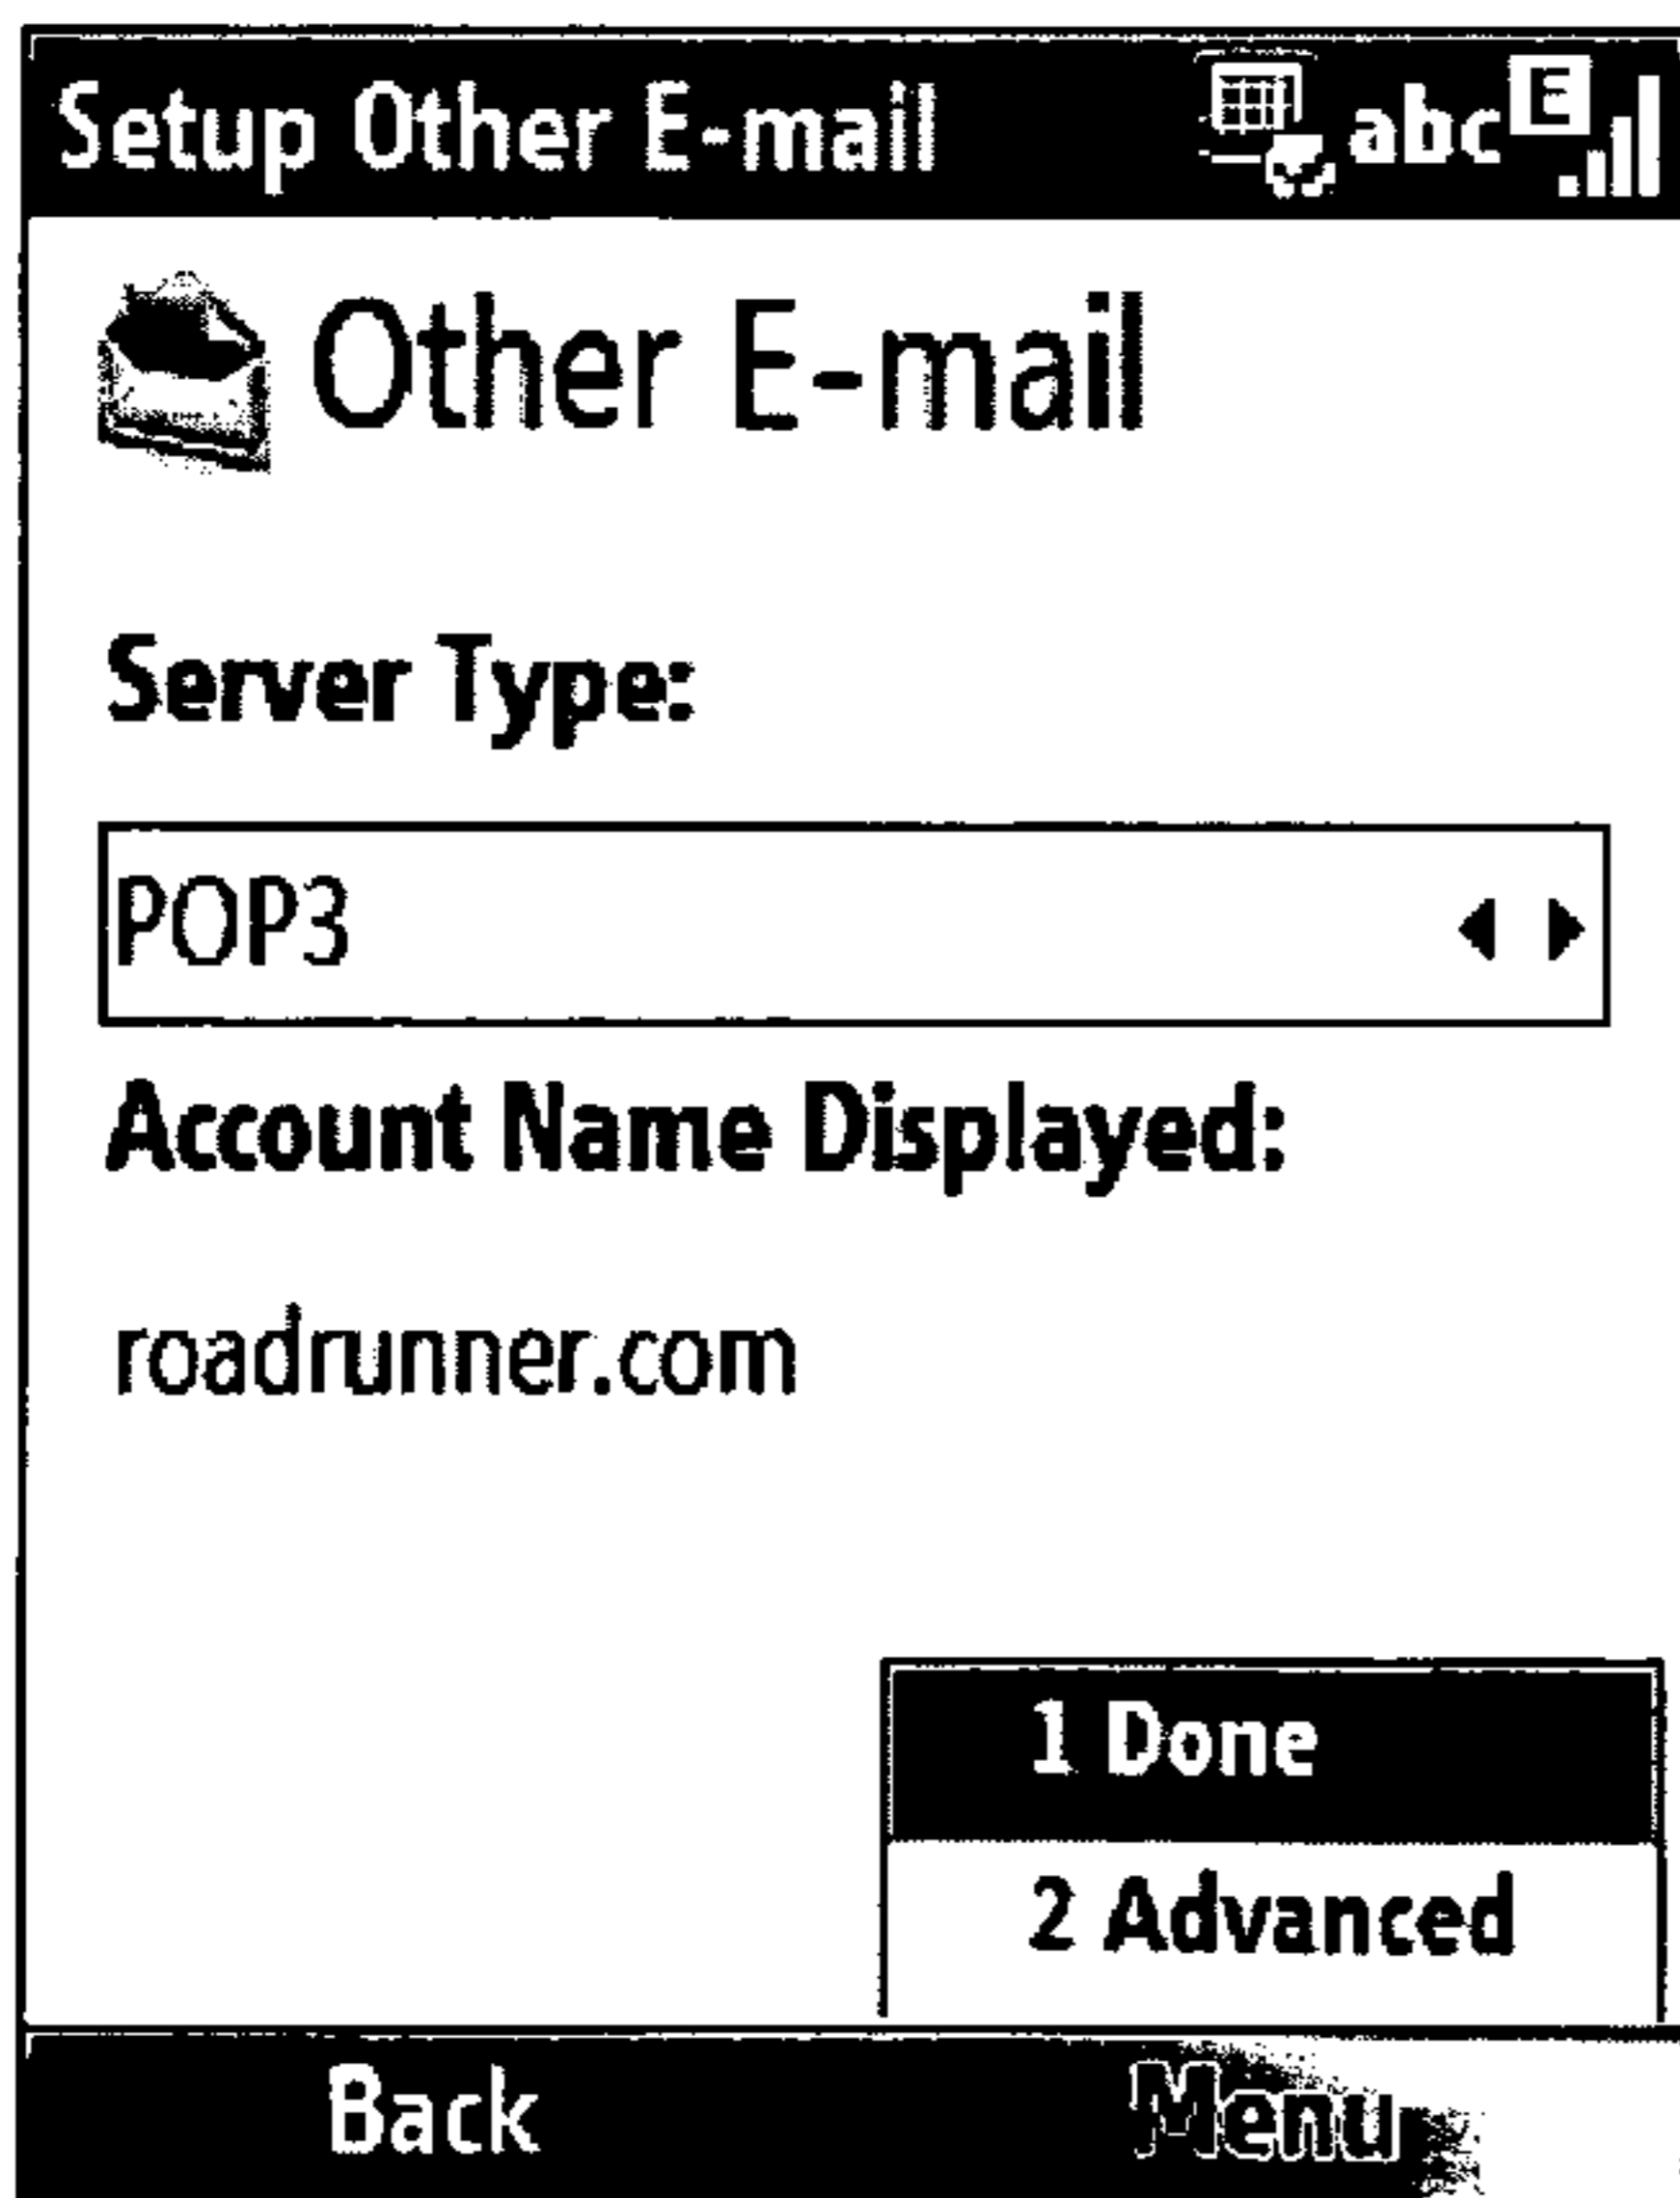 Setup Other E-mail abc E
Other E-mail
Server Type:
POP3
Account Name Displayed:
roadrunner.com
1 Done
2 Advanced
Back Menu